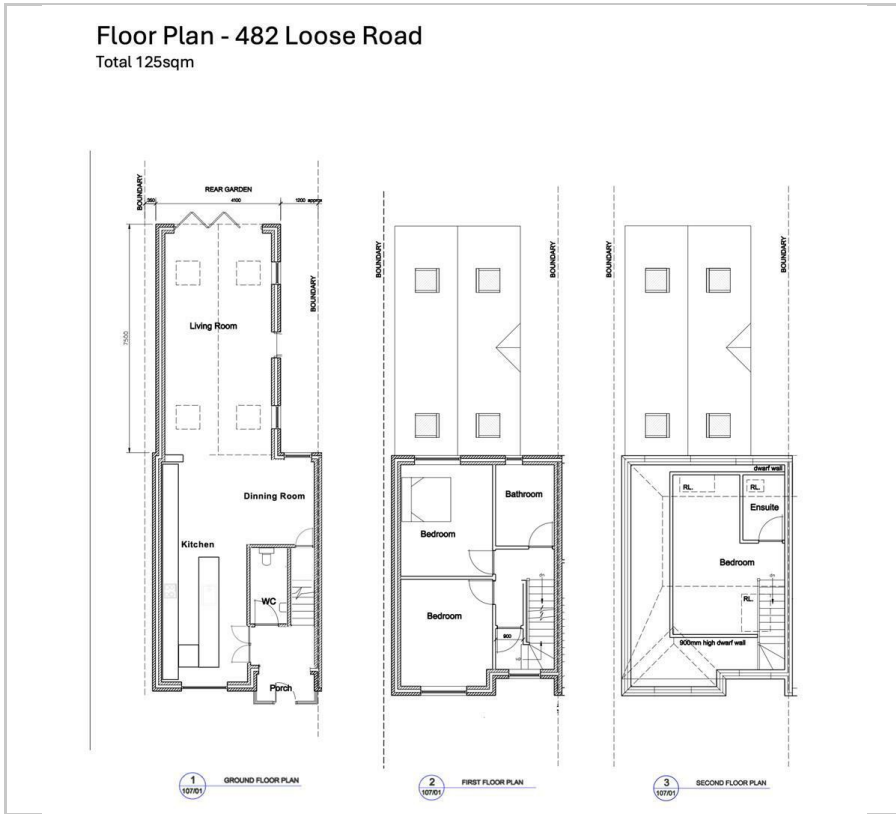 Floor Plan - 482 Loose Road
Total 125sqm
REAR GARDEN
BOUNDARY
350
4100
1200 approx
BOUNDARY
7500
Living Room
Dinning Room
Kitchen
WC
Porch
1
107/01
GROUND FLOOR PLAN
BOUNDARY
BOUNDARY
Bathroom
Bedroom
Bedroom
900
2
107/01
FIRST FLOOR PLAN
BOUNDARY
BOUNDARY
dwarf wall
RL.
RL.
Ensuite
Bedroom
RL.
900mm high dwarf wall
3
107/01
SECOND FLOOR PLAN